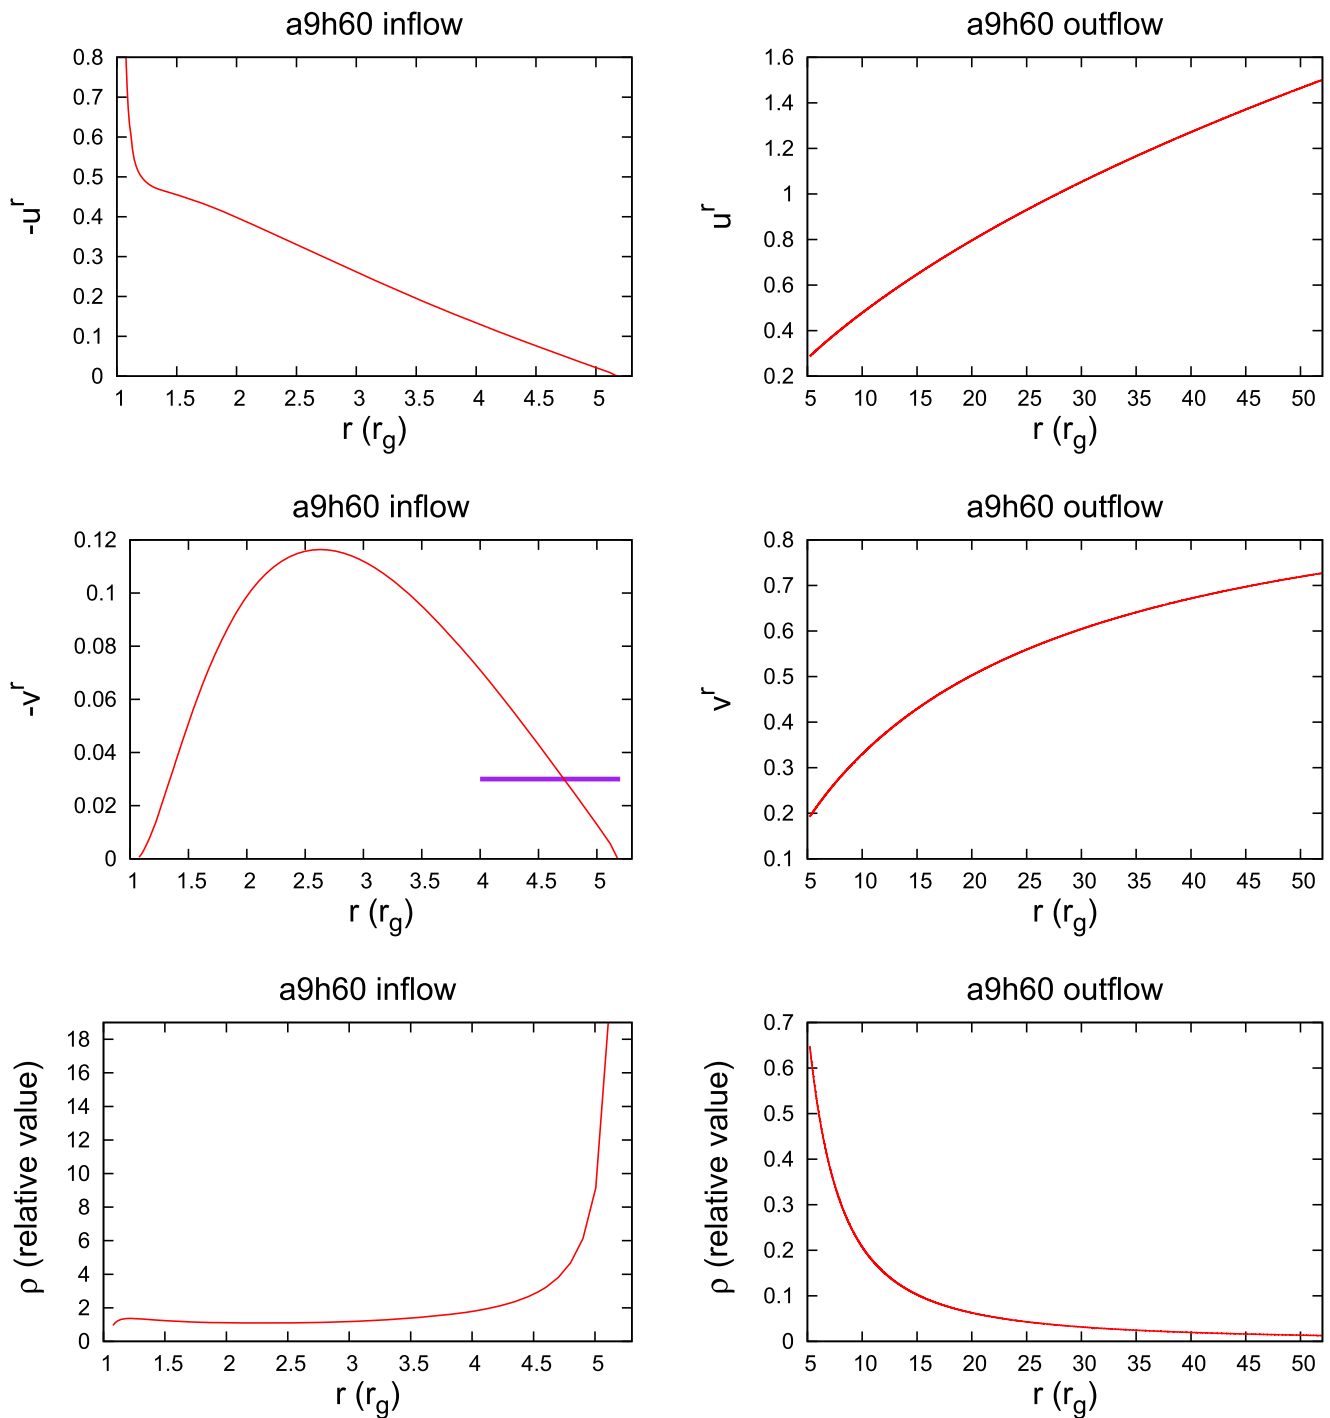 a9h60 inflow
-u^r
0.8
0.7
0.6
0.5
0.4
0.3
0.2
0.1
0
1 1.5 2 2.5 3 3.5 4 4.5 5
r (r_g)
a9h60 outflow
u^r
1.6
1.4
1.2
1
0.8
0.6
0.4
0.2
5 10 15 20 25 30 35 40 45 50
r (r_g)
a9h60 inflow
-v^r
0.12
0.1
0.08
0.06
0.04
0.02
0
1 1.5 2 2.5 3 3.5 4 4.5 5
r (r_g)
a9h60 outflow
v^r
0.8
0.7
0.6
0.5
0.4
0.3
0.2
0.1
5 10 15 20 25 30 35 40 45 50
r (r_g)
a9h60 inflow
ρ (relative value)
18
16
14
12
10
8
6
4
2
0
1 1.5 2 2.5 3 3.5 4 4.5 5
r (r_g)
a9h60 outflow
ρ (relative value)
0.7
0.6
0.5
0.4
0.3
0.2
0.1
0
5 10 15 20 25 30 35 40 45 50
r (r_g)